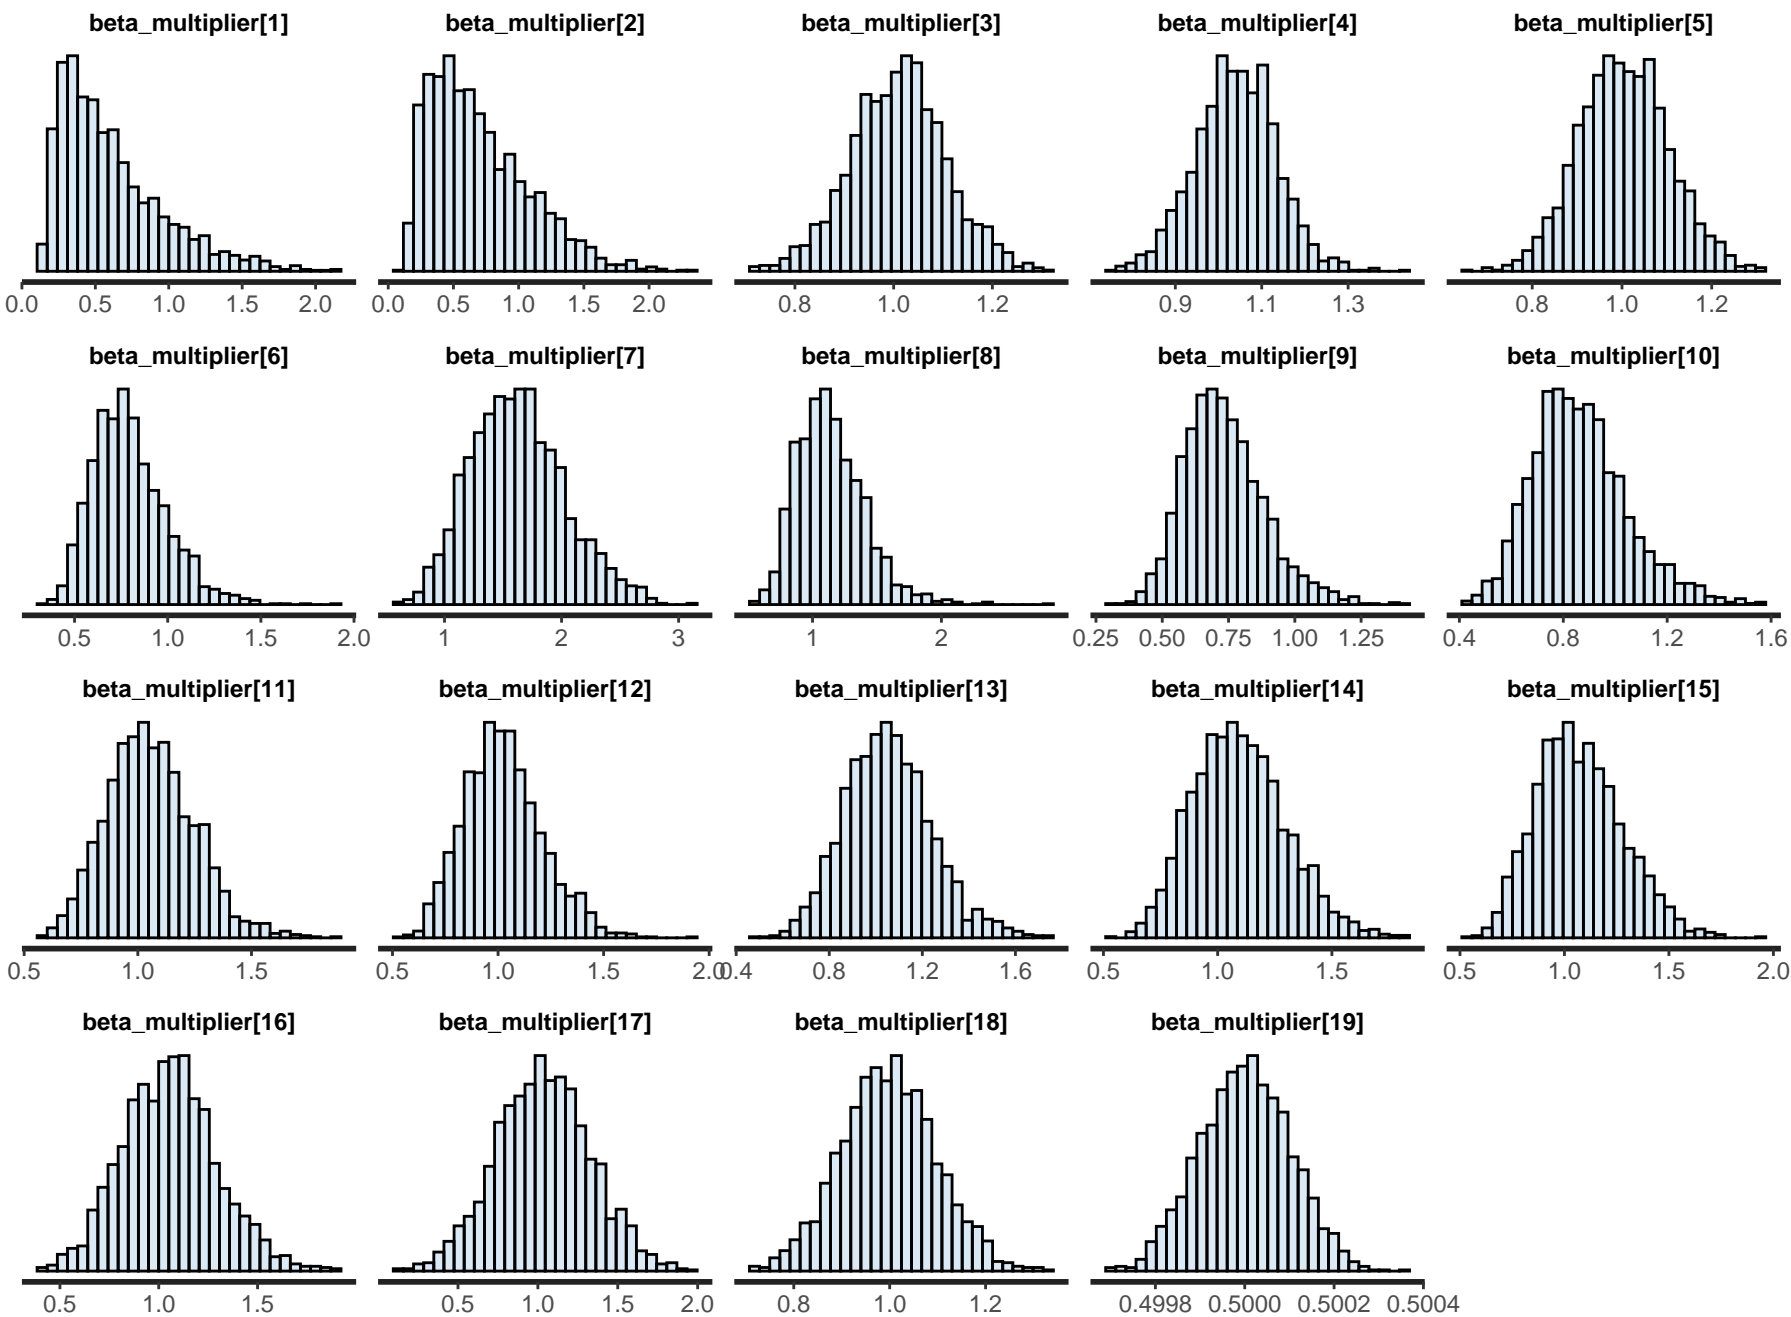 beta_multiplier[1] beta_multiplier[2] beta_multiplier[3] beta_multiplier[4] beta_multiplier[5]
0.0 0.5 1.0 1.5 2.0 0.0 0.5 1.0 1.5 2.0 0.8 1.0 1.2 0.9 1.1 1.3 0.8 1.0 1.2
beta_multiplier[6] beta_multiplier[7] beta_multiplier[8] beta_multiplier[9] beta_multiplier[10]
0.5 1.0 1.5 2.0 1 2 3 1 2 0.25 0.50 0.75 1.00 1.25 0.4 0.8 1.2 1.6
beta_multiplier[11] beta_multiplier[12] beta_multiplier[13] beta_multiplier[14] beta_multiplier[15]
0.5 1.0 1.5 0.5 1.0 1.5 2.0 0.4 0.8 1.2 1.6 0.5 1.0 1.5 0.5 1.0 1.5 2.0
beta_multiplier[16] beta_multiplier[17] beta_multiplier[18] beta_multiplier[19]
0.5 1.0 1.5 0.5 1.0 1.5 2.0 0.8 1.0 1.2 0.4998 0.5000 0.5002 0.5004